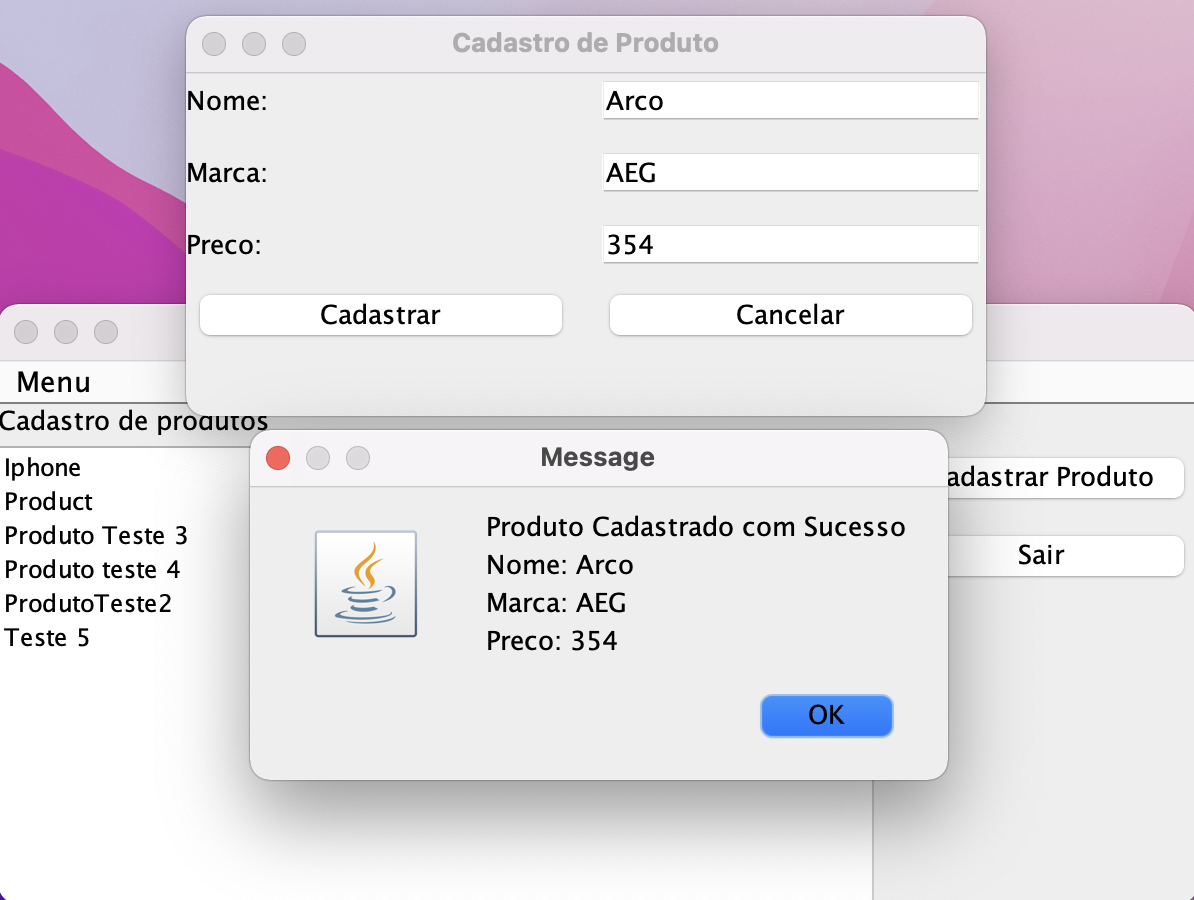 Cadastro de Produto
Nome: Arco
Marca: AEG
Preco: 354
Cadastrar Cancelar
Menu
Cadastro de produtos
Iphone
Product
Produto Teste 3
Produto teste 4
ProdutoTeste2
Teste 5
adastrar Produto
Sair
Message
Produto Cadastrado com Sucesso
Nome: Arco
Marca: AEG
Preco: 354
OK